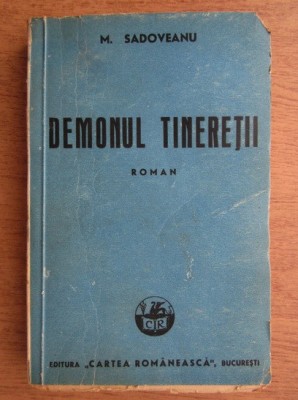 M. SADOVEANU
DEMONUL TINEREȚII
ROMAN
C R
EDITURA „CARTEA ROMÂNEASCĂ”, BUCUREȘTI